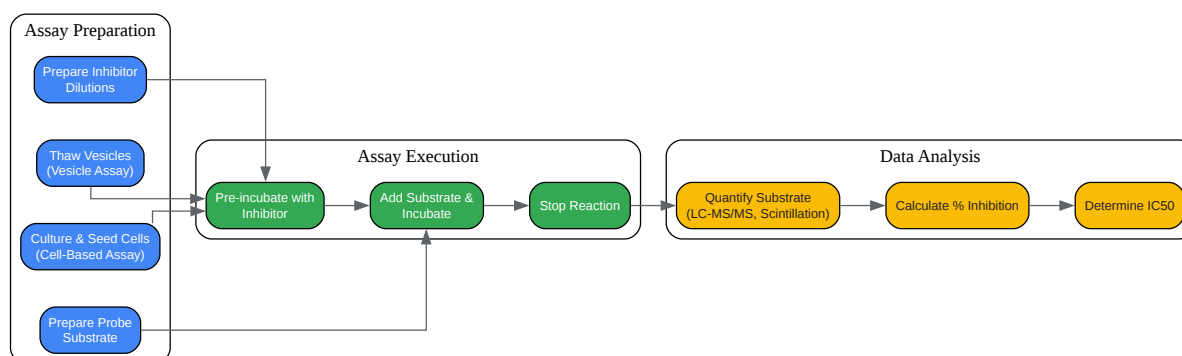 Assay Preparation
Prepare Inhibitor
Dilutions
Thaw Vesicles
(Vesicle Assay)
Culture & Seed Cells
(Cell-Based Assay)
Prepare Probe
Substrate
Assay Execution
Pre-incubate with
Inhibitor
Add Substrate &
Incubate
Stop Reaction
Data Analysis
Quantify Substrate
(LC-MS/MS, Scintillation)
Calculate % Inhibition
Determine IC50